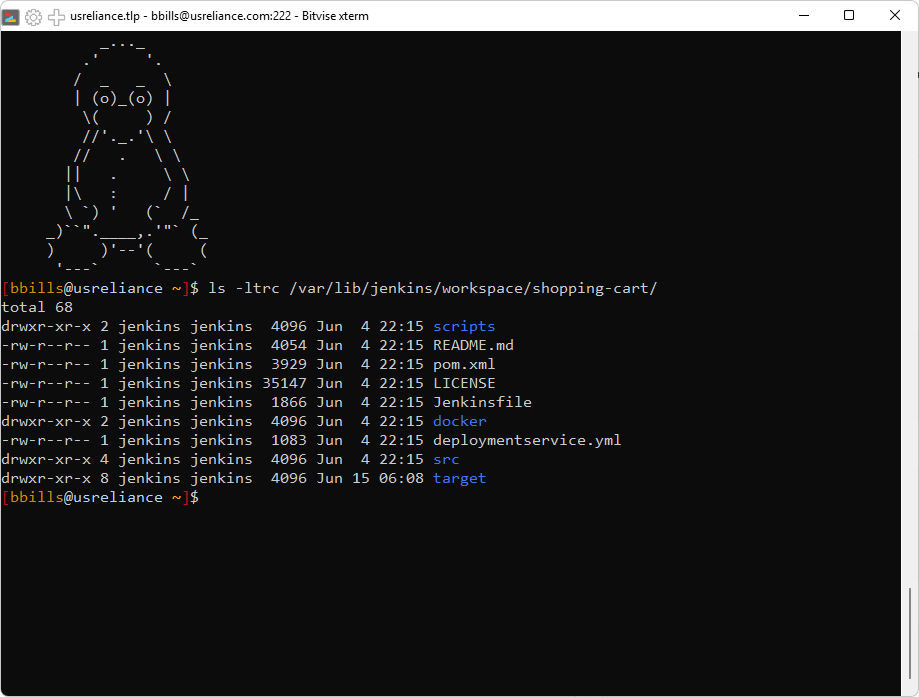 usreliance.tlp - bbills@usreliance.com:222 - Bitvise xterm
[bbills@usreliance ~]$ ls -ltrc /var/lib/jenkins/workspace/shopping-cart/
total 68
drwxr-xr-x 2 jenkins jenkins  4096 Jun  4 22:15 scripts
-rw-r--r-- 1 jenkins jenkins  4054 Jun  4 22:15 README.md
-rw-r--r-- 1 jenkins jenkins  3929 Jun  4 22:15 pom.xml
-rw-r--r-- 1 jenkins jenkins 35147 Jun  4 22:15 LICENSE
-rw-r--r-- 1 jenkins jenkins  1866 Jun  4 22:15 Jenkinsfile
drwxr-xr-x 2 jenkins jenkins  4096 Jun  4 22:15 docker
-rw-r--r-- 1 jenkins jenkins  1083 Jun  4 22:15 deploymentservice.yml
drwxr-xr-x 4 jenkins jenkins  4096 Jun  4 22:15 src
drwxr-xr-x 8 jenkins jenkins  4096 Jun 15 06:08 target
[bbills@usreliance ~]$